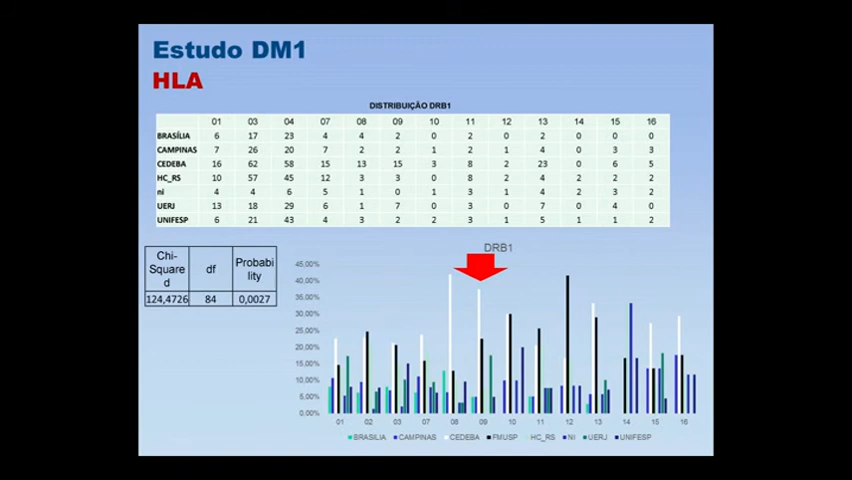 Estudo DM1
HLA
DISTRIBUIÇÃO DRB1
01 03 04 07 08 09 10 11 12 13 14 15 16
BRASÍLIA 6 17 23 4 4 2 0 2 0 2 0 0 0
CAMPINAS 7 26 20 7 2 2 1 2 1 4 0 3 3
CEDEBA 16 62 58 15 13 15 3 8 2 23 0 6 5
HC_RS 10 57 45 12 3 3 0 8 2 4 2 2 2
ni 4 4 6 5 1 0 1 3 1 4 2 3 2
UERJ 13 18 29 6 1 7 0 3 0 7 0 4 0
UNIFESP 6 21 43 4 3 2 2 3 1 5 1 1 2
Chi-Squared df Probability
124,4726 84 0,0027
DRB1
45,00%
40,00%
35,00%
30,00%
25,00%
20,00%
15,00%
10,00%
5,00%
0,00%
01 02 03 07 08 09 10 11 12 13 14 15 16
BRASILIA CAMPINAS CEDEBA FMUSP HC_RS NI UERJ UNIFESP